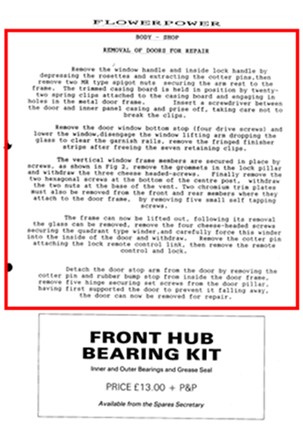 FLOWERPOWER
BODY - SHOP
REMOVAL OF DOORS FOR REPAIR
Remove the window handle and inside lock handle by
depressing the rosettes and extracting the cotter pins, then
remove two MR type spigot nuts securing the arm rest to the
frame. The trimmed casing board is held in position by twenty-
two spring clips attached to the casing board and engaging in
holes in the metal door frame. Insert a screwdriver between
the door and inner panel casing and prise off, taking care not to
break the clips.
Remove the door window bottom stop (four drive screws) and
lower the window,disengage the window lifting arm dropping the
glass to clear the garnish rails, remove the fringed finisher
strips after freeing the seven retaining clips.
The vertical window frame members are secured in place by
screws, as shown in Fig 2, remove the grommets in the lock pillar
and withdraw the three cheese headed-screws. Finally remove the
two hexagonal screws at the bottom of the centre post, withdraw
the two nuts at the base of the vent. Two chromium trim plates
must also be removed from the front and rear members where they
attach to the door frame, by removing five small self tapping
screws.
The frame can now be lifted out, following its removal
the glass can be removed, remove the four cheese-headed screws
securing the quadrant type winder,and carefully force this winder
into the inside of the door and withdrew. Remove the cotter pin
attaching the lock remote control link, then remove the remote
control and lock.
Detach the door stop arm from the door by removing the
cotter pin and rubber bump stop from inside the door frame,
remove five hinges securing set screws from the door pillar,
having first supported the door to prevent it falling away,
the door can now be removed for repair.
FRONT HUB
BEARING KIT
Inner and Outer Bearings and Grease Seal
PRICE £13.00 + P&P
Available from the Spares Secretary